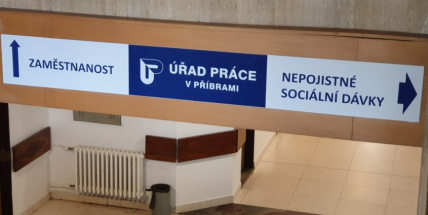 ZAMĚSTNANOST
ÚŘAD PRÁCE
V PŘÍBRAMI
NEPOJISTNÉ
SOCIÁLNÍ DÁVKY